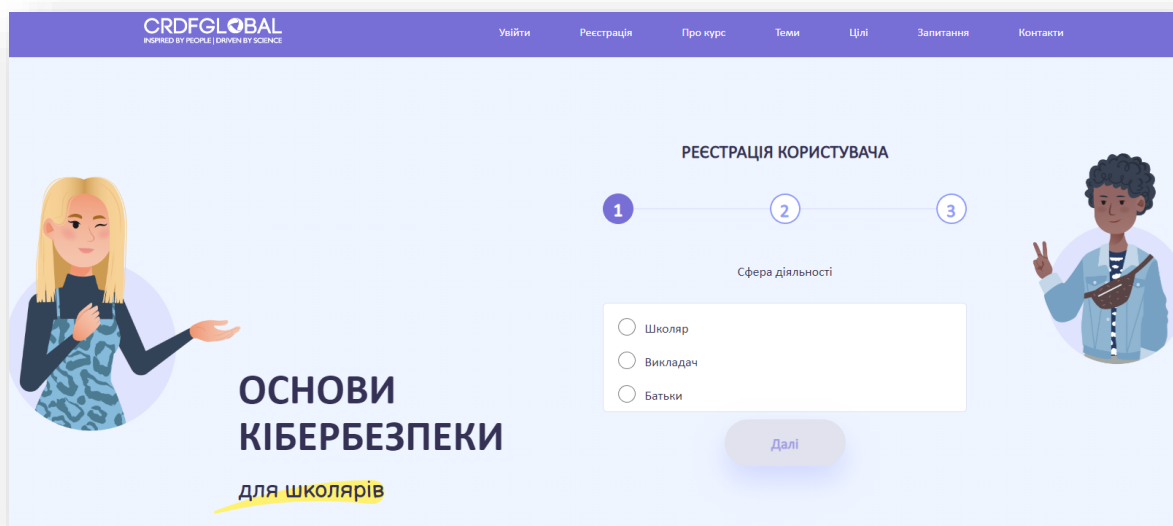 CRDFGLOBAL
INSPIRED BY PEOPLE | DRIVEN BY SCIENCE
Увійти Реєстрація Про курс Теми Цілі Запитання Контакти
РЕЄСТРАЦІЯ КОРИСТУВАЧА
1 2 3
Сфера діяльності
Школяр
Викладач
Батьки
Далі
ОСНОВИ
КІБЕРБЕЗПЕКИ
для школярів